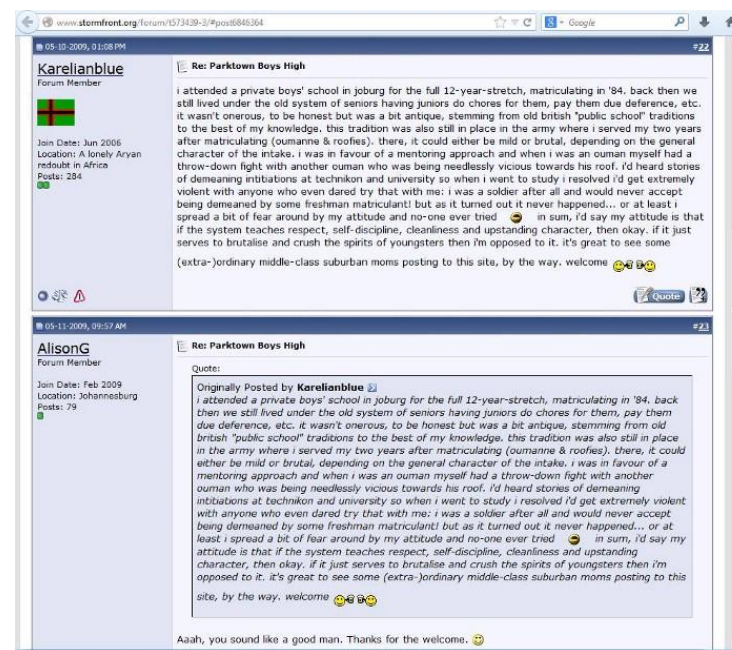 www.stormfront.org/forum/t573439-3/#post6846364
Google
05-10-2009, 01:08 PM
#22
Karelianblue
Forum Member
Join Date: Jun 2006
Location: A lonely Aryan
redoubt in Africa
Posts: 284
Re: Parktown Boys High
i attended a private boys' school in joburg for the full 12-year-stretch, matriculating in '84. back then we
still lived under the old system of seniors having juniors do chores for them, pay them due deference, etc.
it wasn't onerous, to be honest but was a bit antique, stemming from old british "public school" traditions
to the best of my knowledge. this tradition was also still in place in the army where i served my two years
after matriculating (oumanne & roofies). there, it could either be mild or brutal, depending on the general
character of the intake. i was in favour of a mentoring approach and when i was an ouman myself had a
throw-down fight with another ouman who was being needlessly vicious towards his roof. i'd heard stories
of demeaning intitiations at technikon and university so when i went to study i resolved i'd get extremely
violent with anyone who even dared try that with me: i was a soldier after all and would never accept
being demeaned by some freshman matriculant! but as it turned out it never happened... or at least i
spread a bit of fear around by my attitude and no-one ever tried in sum, i'd say my attitude is that
if the system teaches respect, self-discipline, cleanliness and upstanding character, then okay. if it just
serves to brutalise and crush the spirits of youngsters then i'm opposed to it. it's great to see some
(extra-)ordinary middle-class suburban moms posting to this site, by the way. welcome
Quote
05-11-2009, 09:57 AM
#23
AlisonG
Forum Member
Join Date: Feb 2009
Location: Johannesburg
Posts: 79
Re: Parktown Boys High
Quote:
Originally Posted by Karelianblue
i attended a private boys' school in joburg for the full 12-year-stretch, matriculating in '84. back
then we still lived under the old system of seniors having juniors do chores for them, pay them
due deference, etc. it wasn't onerous, to be honest but was a bit antique, stemming from old
british "public school" traditions to the best of my knowledge. this tradition was also still in place
in the army where i served my two years after matriculating (oumanne & roofies). there, it could
either be mild or brutal, depending on the general character of the intake. i was in favour of a
mentoring approach and when i was an ouman myself had a throw-down fight with another
ouman who was being needlessly vicious towards his roof. i'd heard stories of demeaning
intitiations at technikon and university so when i went to study i resolved i'd get extremely violent
with anyone who even dared try that with me: i was a soldier after all and would never accept
being demeaned by some freshman matriculant! but as it turned out it never happened... or at
least i spread a bit of fear around by my attitude and no-one ever tried in sum, i'd say my
attitude is that if the system teaches respect, self-discipline, cleanliness and upstanding
character, then okay. if it just serves to brutalise and crush the spirits of youngsters then i'm
opposed to it. it's great to see some (extra-)ordinary middle-class suburban moms posting to this
site, by the way. welcome
Aaah, you sound like a good man. Thanks for the welcome.